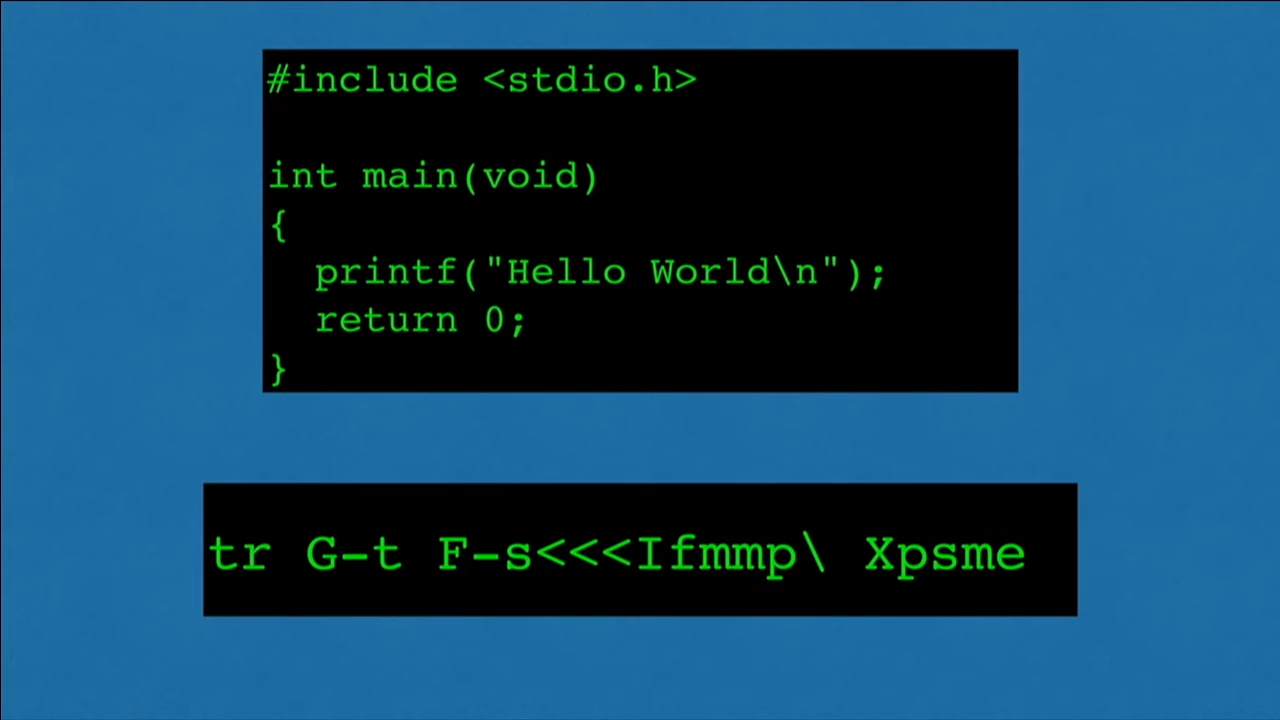 #include <stdio.h>
int main(void)
{
  printf("Hello World\n");
  return 0;
}
tr G-t F-s<<<Ifmmp\ Xpsme